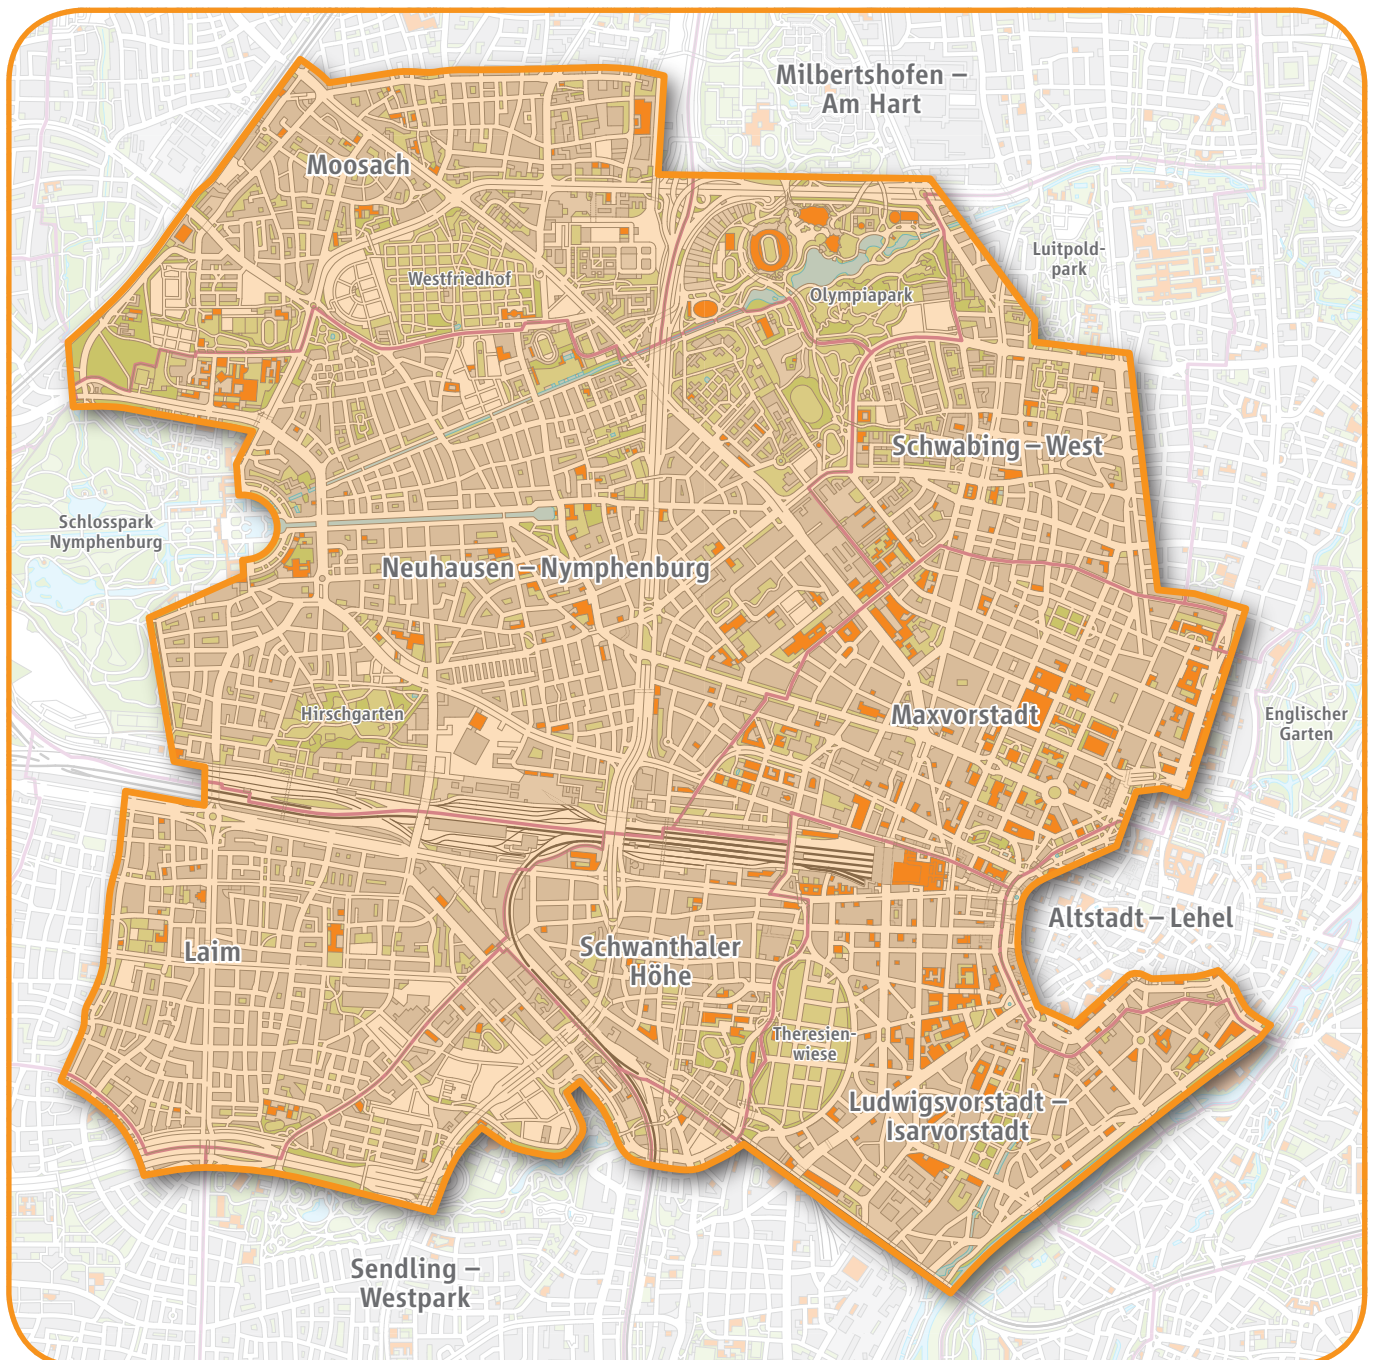 Milbertshofen –
Am Hart
Moosach
Luitpold-
park
Westfriedhof
Olympiapark
Schwabing – West
Schlosspark
Nymphenburg
Neuhausen – Nymphenburg
Hirschgarten
Maxvorstadt
Englischer
Garten
Altstadt – Lehel
Laim
Schwanthaler
Höhe
Theresien-
wiese
Ludwigsvorstadt –
Isarvorstadt
Sendling –
Westpark